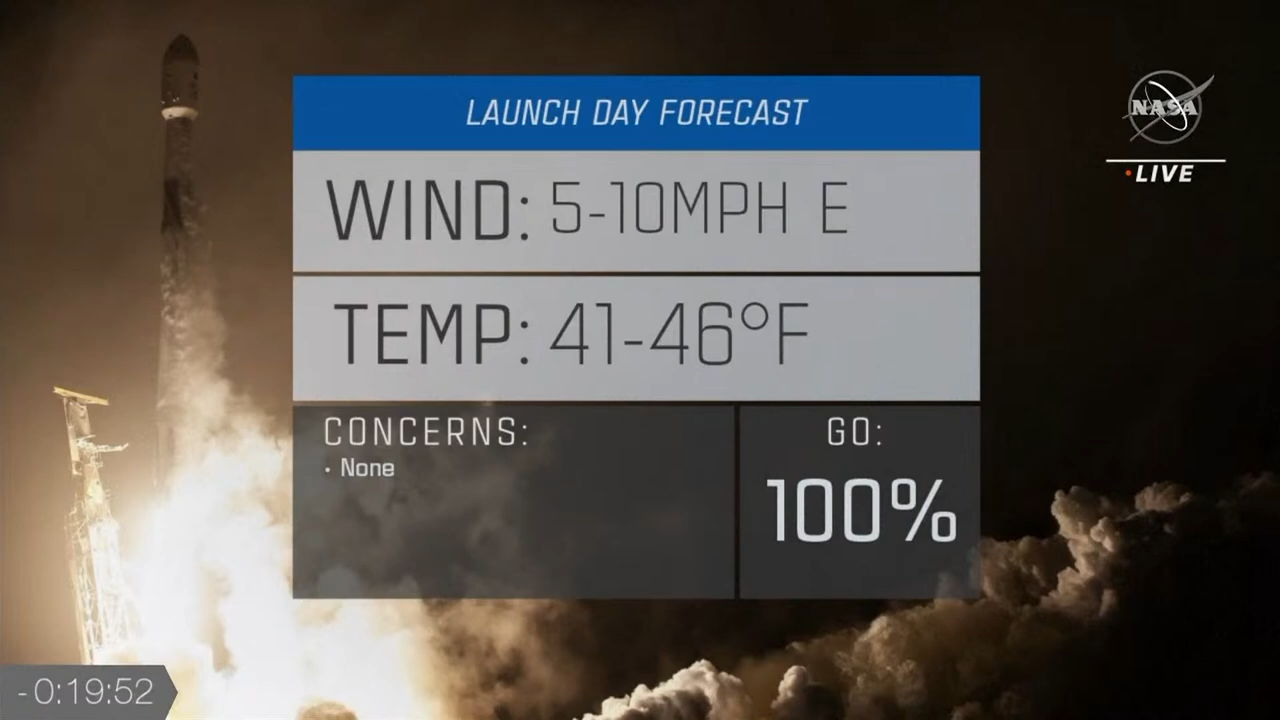 LAUNCH DAY FORECAST
NASA
WIND: 5-10MPH E
LIVE
TEMP: 41-46°F
CONCERNS:
• None
GO:
100%
-0:19:52